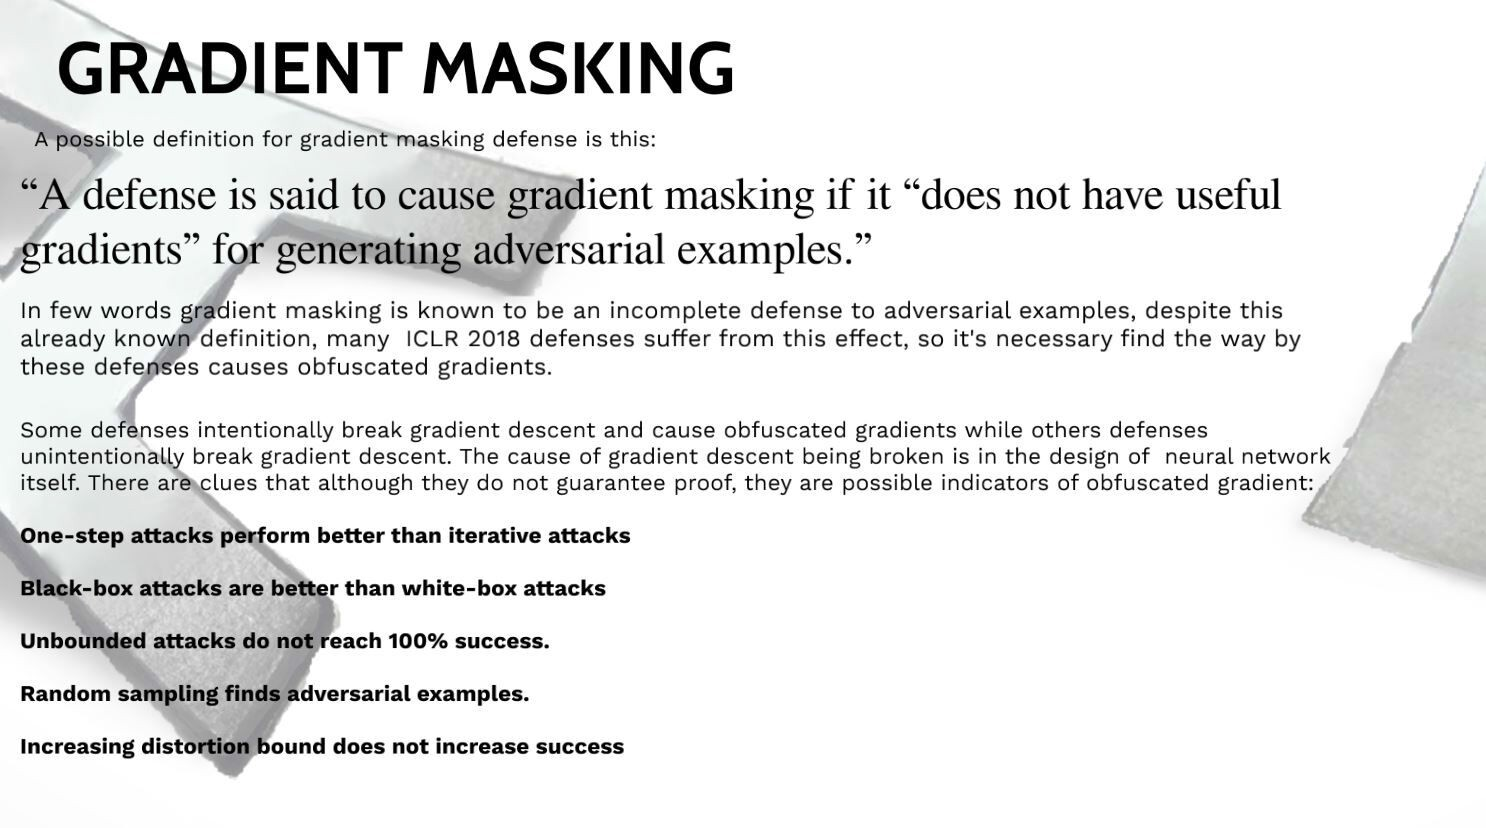 GRADIENT MASKING
A possible definition for gradient masking defense is this:
“A defense is said to cause gradient masking if it “does not have useful
gradients” for generating adversarial examples.”
In few words gradient masking is known to be an incomplete defense to adversarial examples, despite this
already known definition, many  ICLR 2018 defenses suffer from this effect, so it's necessary find the way by
these defenses causes obfuscated gradients.
Some defenses intentionally break gradient descent and cause obfuscated gradients while others defenses
unintentionally break gradient descent. The cause of gradient descent being broken is in the design of  neural network
itself. There are clues that although they do not guarantee proof, they are possible indicators of obfuscated gradient:
One-step attacks perform better than iterative attacks
Black-box attacks are better than white-box attacks
Unbounded attacks do not reach 100% success.
Random sampling finds adversarial examples.
Increasing distortion bound does not increase success